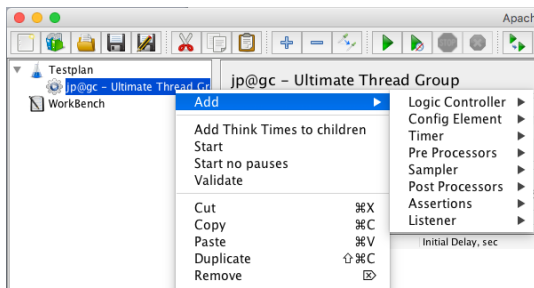 Apach
Testplan
jp@gc - Ultimate Thread Gr
WorkBench
jp@gc - Ultimate Thread Group
Add
Add Think Times to children
Start
Start no pauses
Validate
Cut ⌘X
Copy ⌘C
Paste ⌘V
Duplicate ⇧⌘C
Remove ⌦
Logic Controller
Config Element
Timer
Pre Processors
Sampler
Post Processors
Assertions
Listener
Initial Delay, sec